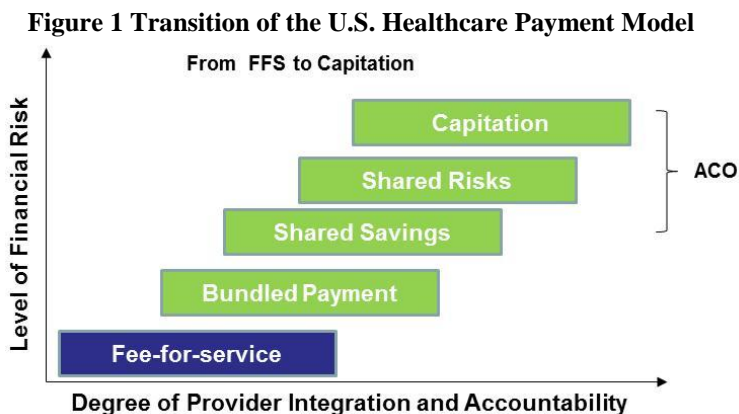 Figure 1 Transition of the U.S. Healthcare Payment Model
From FFS to Capitation
Level of Financial Risk
Capitation
Shared Risks
Shared Savings
ACO
Bundled Payment
Fee-for-service
Degree of Provider Integration and Accountability